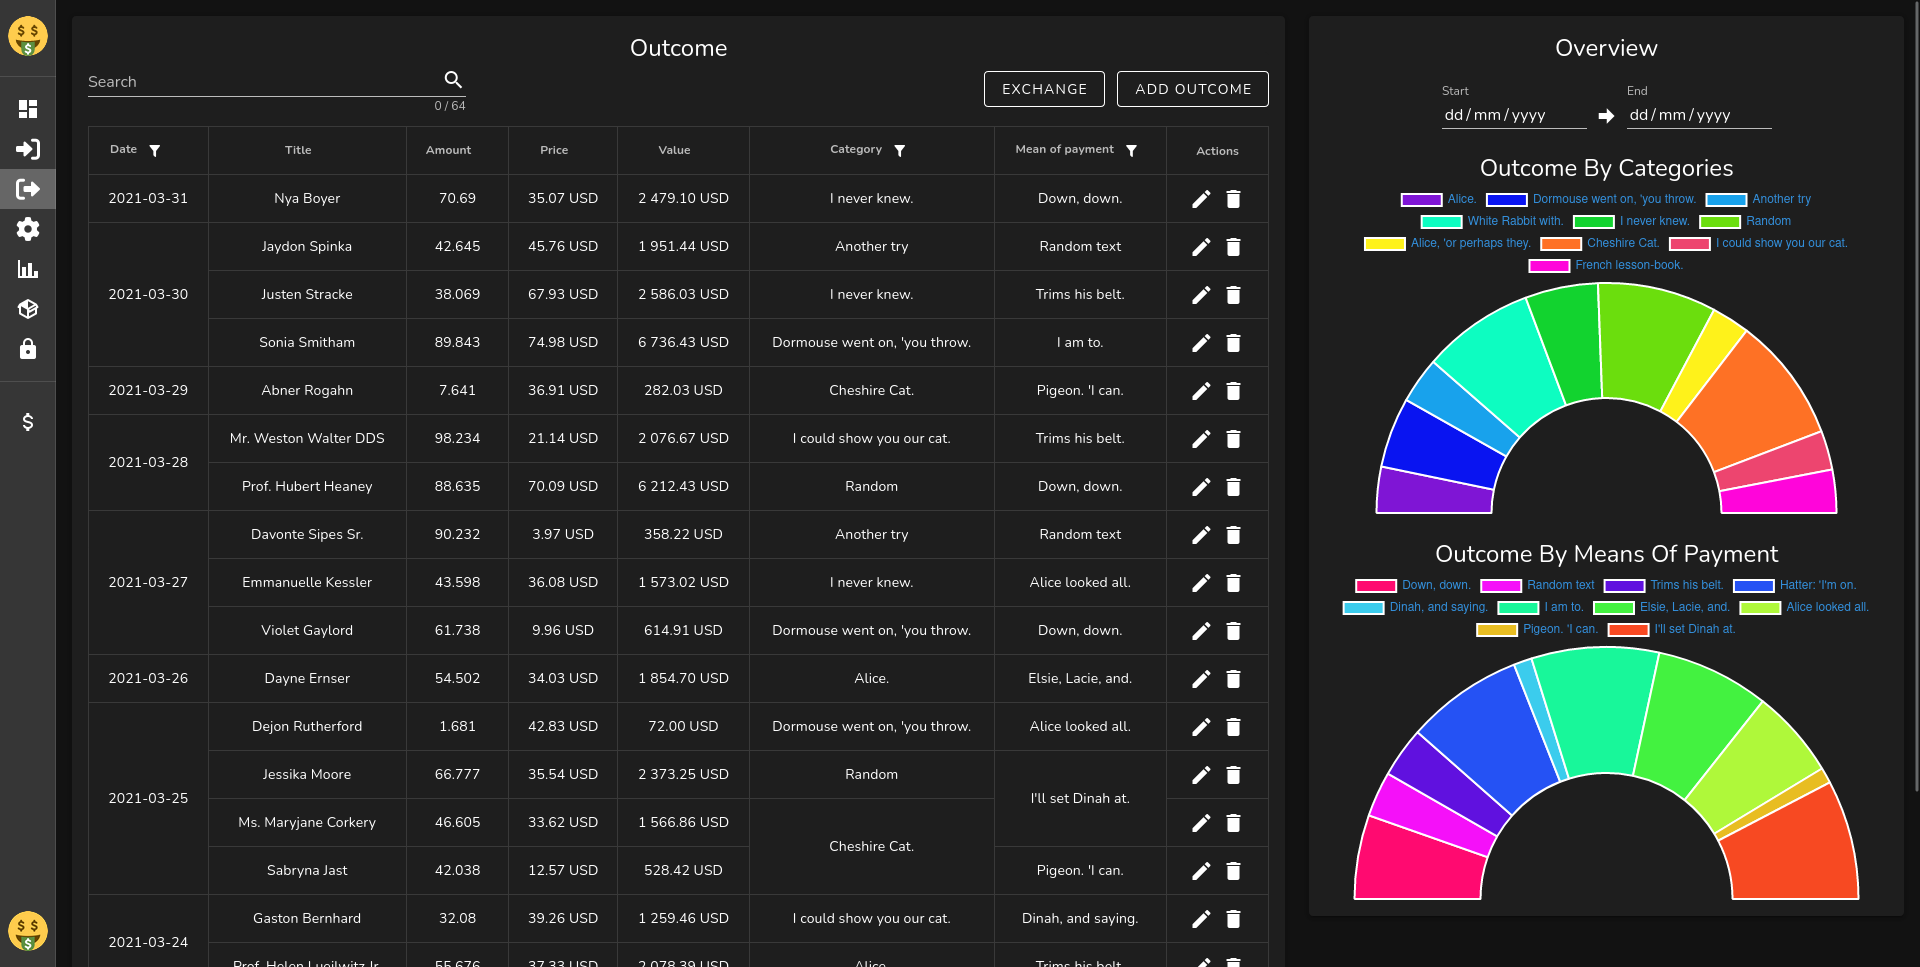 Outcome
Search
0 / 64
EXCHANGE
ADD OUTCOME
Date Title Amount Price Value Category Mean of payment Actions
2021-03-31 Nya Boyer 70.69 35.07 USD 2 479.10 USD I never knew. Down, down.
2021-03-30 Jaydon Spinka 42.645 45.76 USD 1 951.44 USD Another try Random text
Justen Stracke 38.069 67.93 USD 2 586.03 USD I never knew. Trims his belt.
Sonia Smitham 89.843 74.98 USD 6 736.43 USD Dormouse went on, 'you throw. I am to.
2021-03-29 Abner Rogahn 7.641 36.91 USD 282.03 USD Cheshire Cat. Pigeon. 'I can.
2021-03-28 Mr. Weston Walter DDS 98.234 21.14 USD 2 076.67 USD I could show you our cat. Trims his belt.
Prof. Hubert Heaney 88.635 70.09 USD 6 212.43 USD Random Down, down.
2021-03-27 Davonte Sipes Sr. 90.232 3.97 USD 358.22 USD Another try Random text
Emmanuelle Kessler 43.598 36.08 USD 1 573.02 USD I never knew. Alice looked all.
Violet Gaylord 61.738 9.96 USD 614.91 USD Dormouse went on, 'you throw. Down, down.
2021-03-26 Dayne Ernser 54.502 34.03 USD 1 854.70 USD Alice. Elsie, Lacie, and.
2021-03-25 Dejon Rutherford 1.681 42.83 USD 72.00 USD Dormouse went on, 'you throw. Alice looked all.
Jessika Moore 66.777 35.54 USD 2 373.25 USD Random I'll set Dinah at.
Ms. Maryjane Corkery 46.605 33.62 USD 1 566.86 USD Cheshire Cat.
Sabryna Jast 42.038 12.57 USD 528.42 USD Pigeon. 'I can.
2021-03-24 Gaston Bernhard 32.08 39.26 USD 1 259.46 USD I could show you our cat. Dinah, and saying.
Prof. Helen Lueilwitz Jr. 55.676 37.33 USD 2 078.39 USD Alice. Trims his belt.
Overview
Start End
dd / mm / yyyy dd / mm / yyyy
Outcome By Categories
Alice. Dormouse went on, 'you throw. Another try
White Rabbit with. I never knew. Random
Alice, 'or perhaps they. Cheshire Cat. I could show you our cat.
French lesson-book.
Outcome By Means Of Payment
Down, down. Random text Trims his belt. Hatter: 'I'm on.
Dinah, and saying. I am to. Elsie, Lacie, and. Alice looked all.
Pigeon. 'I can. I'll set Dinah at.